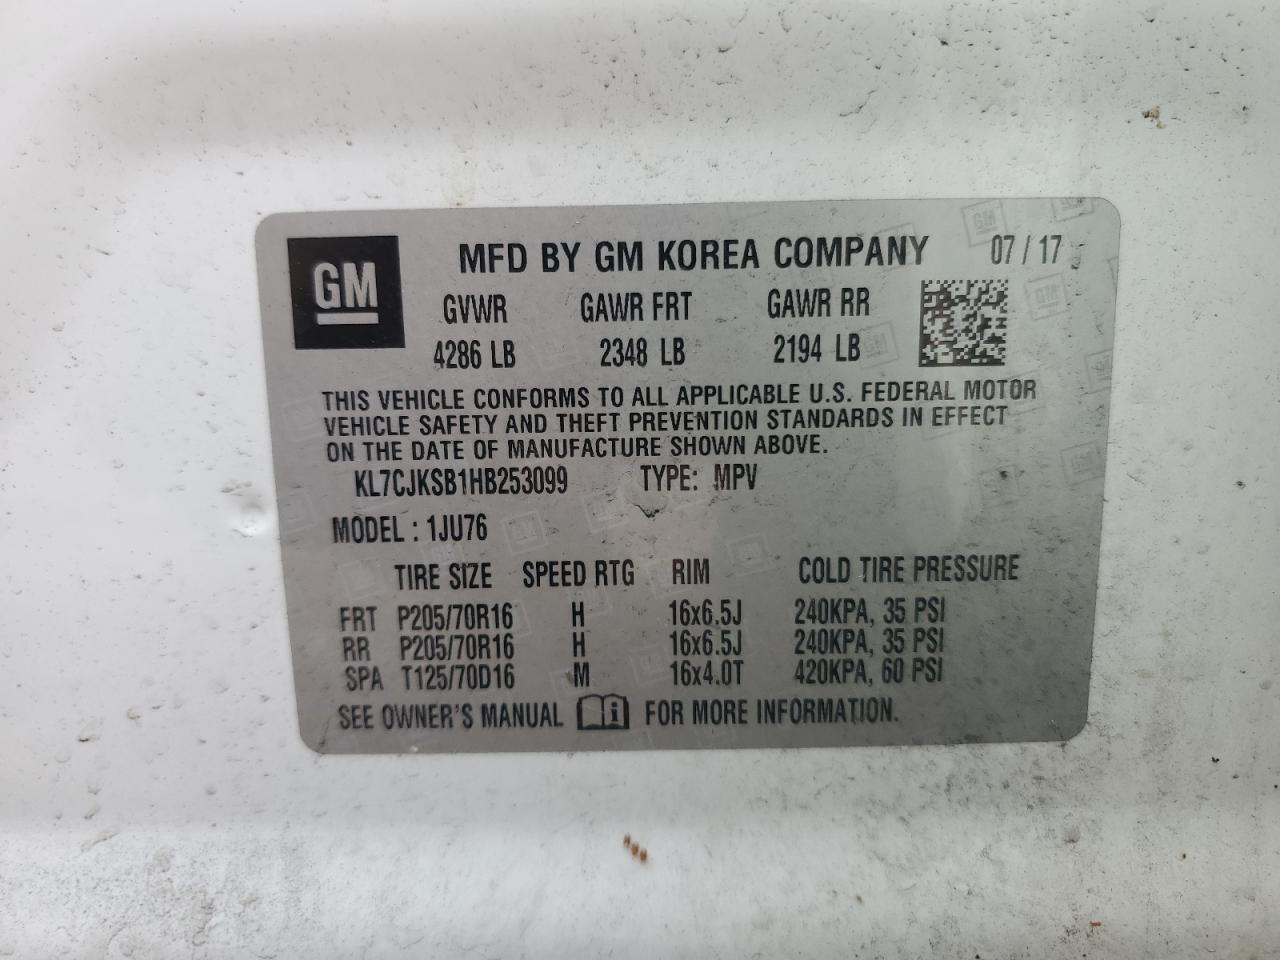 GM
MFD BY GM KOREA COMPANY 07 / 17
GVWR GAWR FRT GAWR RR
4286 LB 2348 LB 2194 LB
THIS VEHICLE CONFORMS TO ALL APPLICABLE U.S. FEDERAL MOTOR
VEHICLE SAFETY AND THEFT PREVENTION STANDARDS IN EFFECT
ON THE DATE OF MANUFACTURE SHOWN ABOVE.
KL7CJKSB1HB253099 TYPE: MPV
MODEL : 1JU76
TIRE SIZE SPEED RTG RIM COLD TIRE PRESSURE
FRT P205/70R16 H 16x6.5J 240KPA, 35 PSI
RR P205/70R16 H 16x6.5J 240KPA, 35 PSI
SPA T125/70D16 M 16x4.0T 420KPA, 60 PSI
SEE OWNER'S MANUAL i FOR MORE INFORMATION.